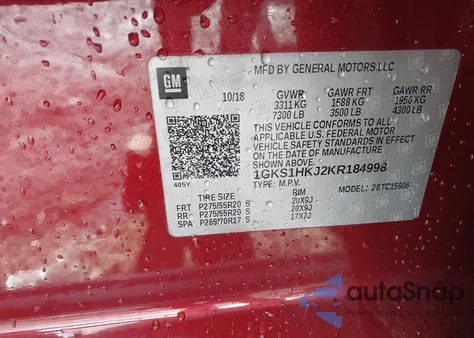 GM
MFD BY GENERAL MOTORS LLC
10/18 GVWR GAWR FRT GAWR RR
3311 KG 1588 KG 1950 KG
7300 LB 3500 LB 4300 LB
THIS VEHICLE CONFORMS TO ALL
APPLICABLE U.S. FEDERAL MOTOR
VEHICLE SAFETY STANDARDS IN EFFECT
ON THE DATE OF MANUFACTURE
SHOWN ABOVE.
1GKS1HKJ2KR184998
TYPE: M.P.V. MODEL:
405Y
TIRE SIZE RIM
FRT P275/55R20 S 20X9J
RR P275/55R20 S 20X9J
SPA P265/70R17 S 17X7J
autoSnap